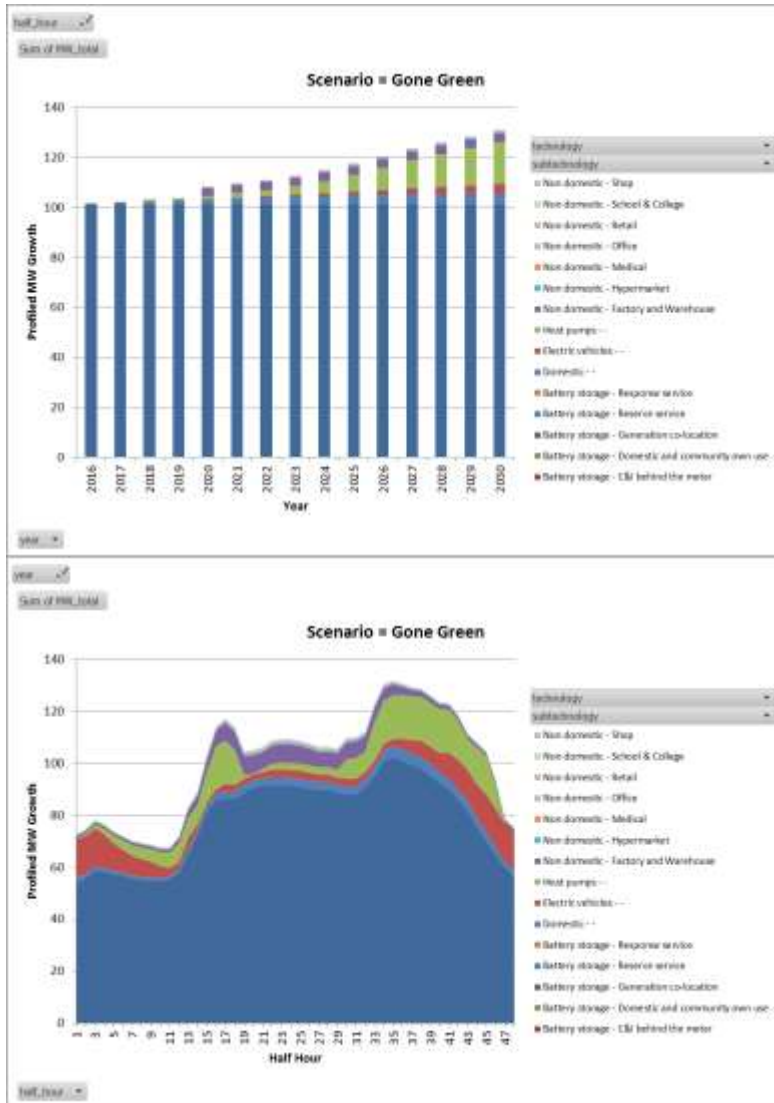 half_hour
Sum of MW_total
Scenario = Gone Green
140
120
100
80
60
40
20
0
Profiled MW Growth
2016
2017
2018
2019
2020
2021
2022
2023
2024
2025
2026
2027
2028
2029
2030
Year
technology
subtechnology
Non domestic - Shop
Non domestic - School & College
Non domestic - Retail
Non domestic - Office
Non domestic - Medical
Non domestic - Hypermarket
Non domestic - Factory and Warehouse
Heat pumps - -
Electric vehicles - -
Domestic - -
Battery storage - Response service
Battery storage - Reserve service
Battery storage - Generation co-location
Battery storage - Domestic and community own use
Battery storage - C&I behind the meter
year
year
Sum of MW_total
Scenario = Gone Green
140
120
100
80
60
40
20
0
Profiled MW Growth
1
3
5
7
9
11
13
15
17
19
21
23
25
27
29
31
33
35
37
39
41
43
45
47
Half Hour
technology
subtechnology
Non domestic - Shop
Non domestic - School & College
Non domestic - Retail
Non domestic - Office
Non domestic - Medical
Non domestic - Hypermarket
Non domestic - Factory and Warehouse
Heat pumps - -
Electric vehicles - -
Domestic - -
Battery storage - Response service
Battery storage - Reserve service
Battery storage - Generation co-location
Battery storage - Domestic and community own use
Battery storage - C&I behind the meter
half_hour